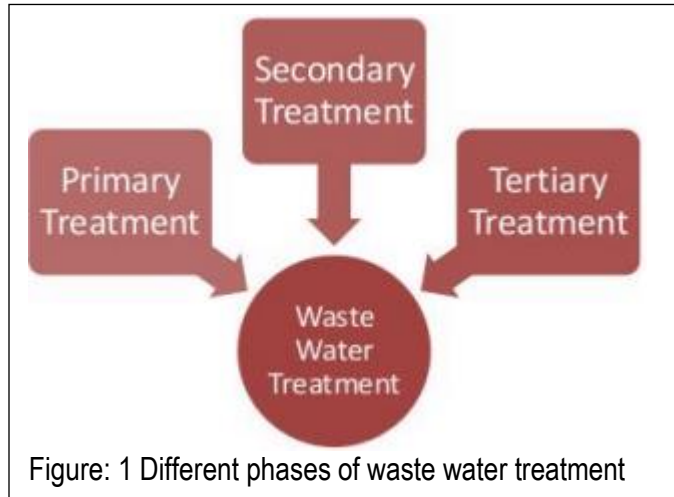 Secondary
Treatment
Primary
Treatment
Tertiary
Treatment
Waste
Water
Treatment
Figure: 1 Different phases of waste water treatment